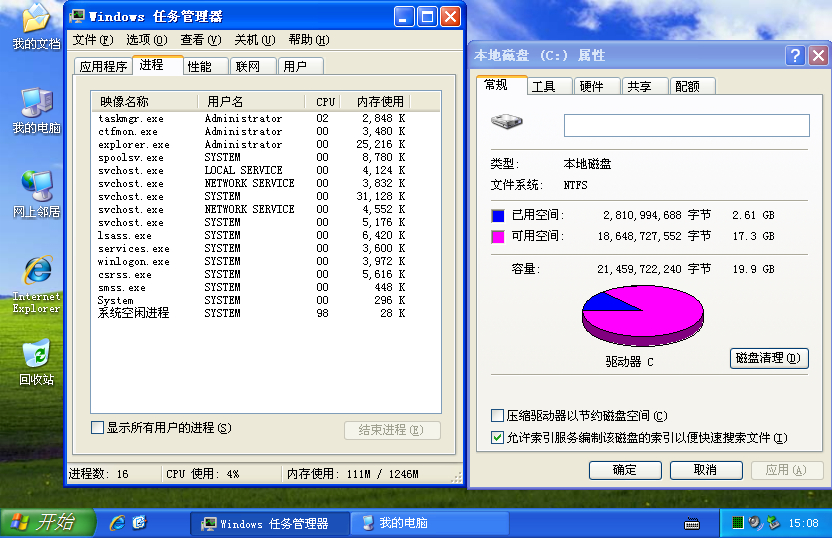 我的文档
我的电脑
网上邻居
Internet
Explorer
回收站
Windows 任务管理器
文件(F) 选项(O) 查看(V) 关机(U) 帮助(H)
应用程序 进程 性能 联网 用户
映像名称 用户名 CPU 内存使用
taskmgr.exe Administrator 02 2,848 K
ctfmon.exe Administrator 00 3,480 K
explorer.exe Administrator 00 25,216 K
spoolsv.exe SYSTEM 00 8,780 K
svchost.exe LOCAL SERVICE 00 4,124 K
svchost.exe NETWORK SERVICE 00 3,832 K
svchost.exe SYSTEM 00 31,128 K
svchost.exe NETWORK SERVICE 00 4,552 K
svchost.exe SYSTEM 00 5,176 K
lsass.exe SYSTEM 00 6,420 K
services.exe SYSTEM 00 3,600 K
winlogon.exe SYSTEM 00 3,972 K
csrss.exe SYSTEM 00 5,616 K
smss.exe SYSTEM 00 448 K
System SYSTEM 00 296 K
系统空闲进程 SYSTEM 98 28 K
显示所有用户的进程(S)
结束进程(E)
进程数: 16 CPU 使用: 4% 内存使用: 111M / 1246M
本地磁盘 (C:) 属性
常规 工具 硬件 共享 配额
类型: 本地磁盘
文件系统: NTFS
已用空间: 2,810,994,688 字节 2.61 GB
可用空间: 18,648,727,552 字节 17.3 GB
容量: 21,459,722,240 字节 19.9 GB
驱动器 C
磁盘清理(D)
压缩驱动器以节约磁盘空间(C)
允许索引服务编制该磁盘的索引以便快速搜索文件(I)
确定 取消 应用(A)
开始 Windows 任务管理器 我的电脑 15:08